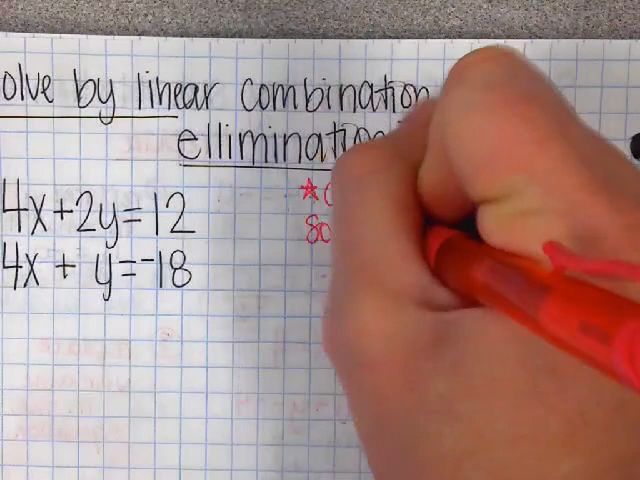 olve by linear combination
ellimination
4x+2y=12
4x + y=-18